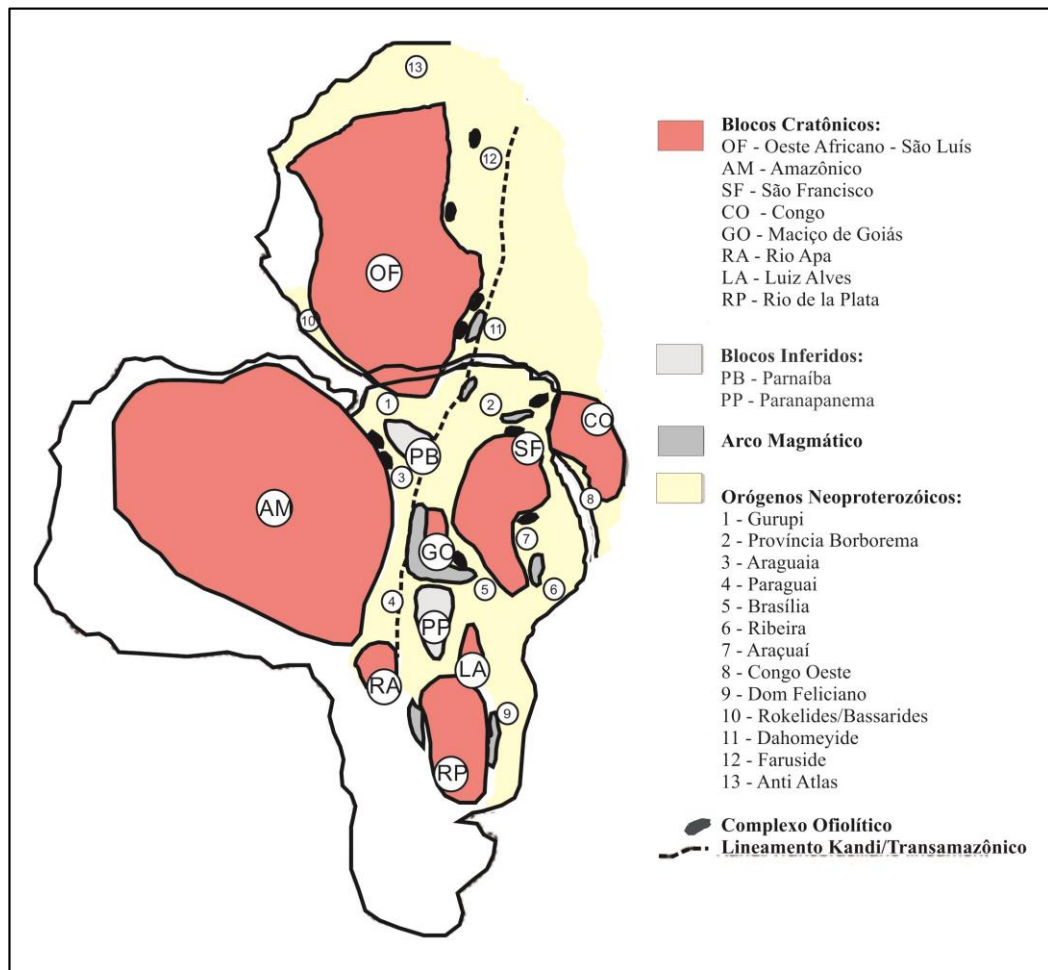 13
12
OF
10
11
1
2
CO
PB
SF
3
8
AM
GO
7
5
6
4
PP
LA
RA
9
RP
Blocos Cratônicos:
OF - Oeste Africano - São Luís
AM - Amazônico
SF - São Francisco
CO - Congo
GO - Maciço de Goiás
RA - Rio Apa
LA - Luiz Alves
RP - Rio de la Plata
Blocos Inferidos:
PB - Parnaíba
PP - Paranapanema
Arco Magmático
Orógenos Neoproterozóicos:
1 - Gurupi
2 - Província Borborema
3 - Araguaia
4 - Paraguai
5 - Brasília
6 - Ribeira
7 - Araçuaí
8 - Congo Oeste
9 - Dom Feliciano
10 - Rokelides/Bassarides
11 - Dahomeyide
12 - Faruside
13 - Anti Atlas
Complexo Ofiolítico
Lineamento Kandi/Transamazônico